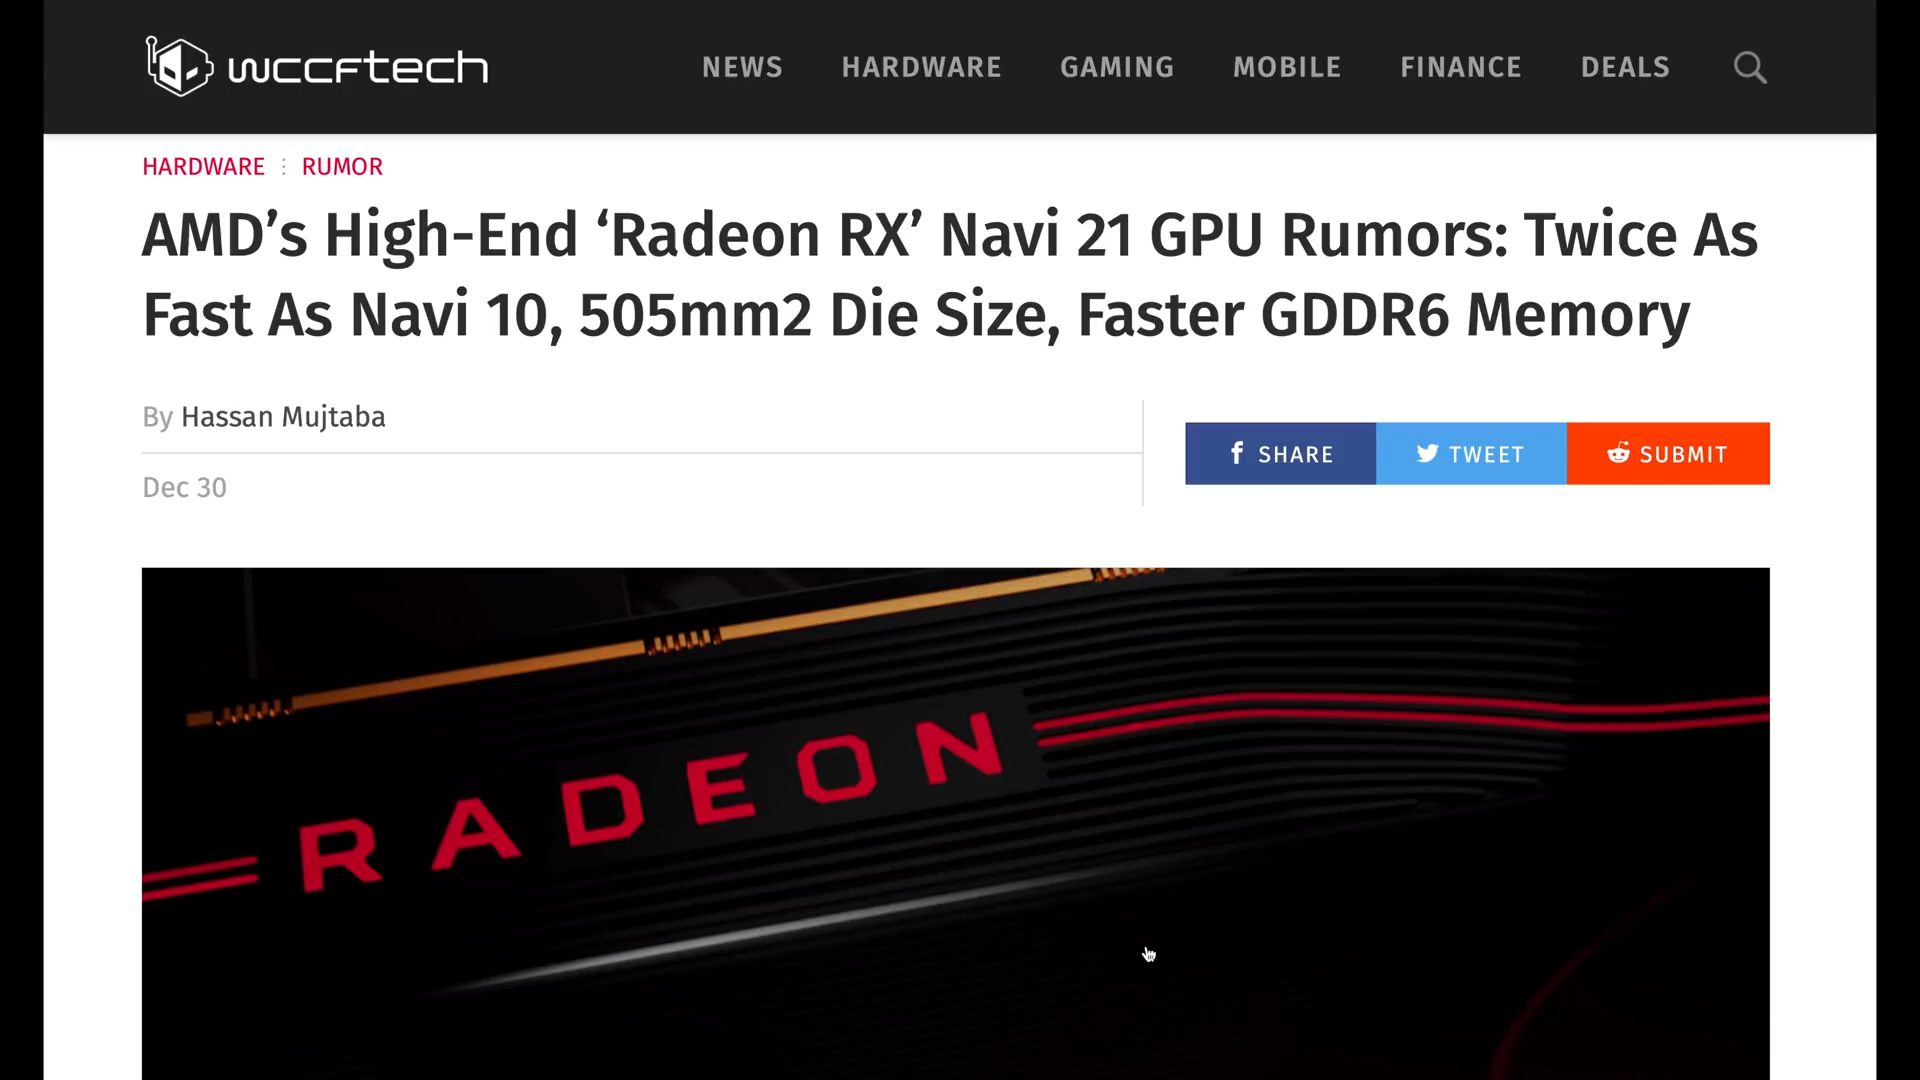 wccftech
NEWS HARDWARE GAMING MOBILE FINANCE DEALS
HARDWARE ⋮ RUMOR
AMD’s High-End ‘Radeon RX’ Navi 21 GPU Rumors: Twice As
Fast As Navi 10, 505mm2 Die Size, Faster GDDR6 Memory
By Hassan Mujtaba
SHARE TWEET SUBMIT
Dec 30
RADEON